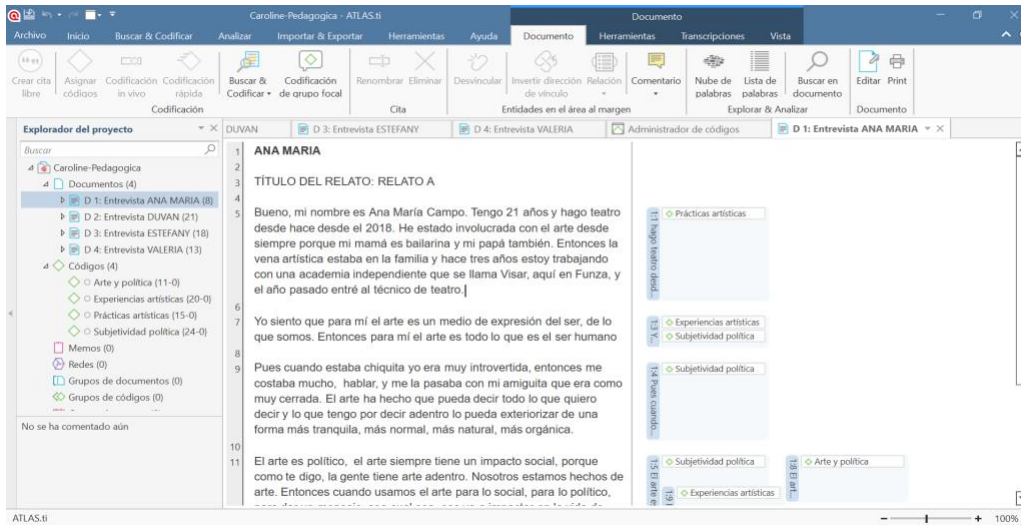 Caroline-Pedagogica - ATLAS.ti
Documento
Archivo Inicio Buscar & Codificar Analizar Importar & Exportar Herramientas Ayuda Documento Herramientas Transcripciones Vista
Crear cita libre
Asignar códigos
Codificación in vivo
Codificación rápida
Buscar & Codificar
Codificación de grupo focal
Renombrar Eliminar
Desvincular
Invertir dirección de vínculo
Relación
Comentario
Nube de palabras
Lista de palabras
Buscar en documento
Editar Print
Codificación
Cita
Entidades en el área al margen
Explorar & Analizar
Documento
Explorador del proyecto
DUVAN
D 3: Entrevista ESTEFANY
D 4: Entrevista VALERIA
Administrador de códigos
D 1: Entrevista ANA MARIA
Buscar
Caroline-Pedagogica
Documentos (4)
D 1: Entrevista ANA MARIA (8)
D 2: Entrevista DUVAN (21)
D 3: Entrevista ESTEFANY (18)
D 4: Entrevista VALERIA (13)
Códigos (4)
Arte y política (11-0)
Experiencias artísticas (20-0)
Prácticas artísticas (15-0)
Subjetividad política (24-0)
Memos (0)
Redes (0)
Grupos de documentos (0)
Grupos de códigos (0)
No se ha comentado aún
1 ANA MARIA
2
3 TÍTULO DEL RELATO: RELATO A
4
5 Bueno, mi nombre es Ana María Campo. Tengo 21 años y hago teatro
desde hace desde el 2018. He estado involucrada con el arte desde
siempre porque mi mamá es bailarina y mi papá también. Entonces la
vena artística estaba en la familia y hace tres años estoy trabajando
con una academia independiente que se llama Visar, aquí en Funza, y
el año pasado entré al técnico de teatro.
6
7 Yo siento que para mí el arte es un medio de expresión del ser, de lo
que somos. Entonces para mí el arte es todo lo que es el ser humano
8
9 Pues cuando estaba chiquita yo era muy introvertida, entonces me
costaba mucho, hablar, y me la pasaba con mi amiguita que era como
muy cerrada. El arte ha hecho que pueda decir todo lo que quiero
decir y lo que tengo por decir adentro lo pueda exteriorizar de una
forma más tranquila, más normal, más natural, más orgánica.
10
11 El arte es político, el arte siempre tiene un impacto social, porque
como te digo, la gente tiene arte adentro. Nosotros estamos hechos de
arte. Entonces cuando usamos el arte para lo social, para lo político,
1:1 hago teatro desd...
Prácticas artísticas
1:3 Y...
Experiencias artísticas
Subjetividad política
1:4 Pues cuando...
Subjetividad política
1:5 El arte e
Subjetividad política
1:8 El art...
Arte y política
1:9
Experiencias artísticas
ATLAS.ti
100%